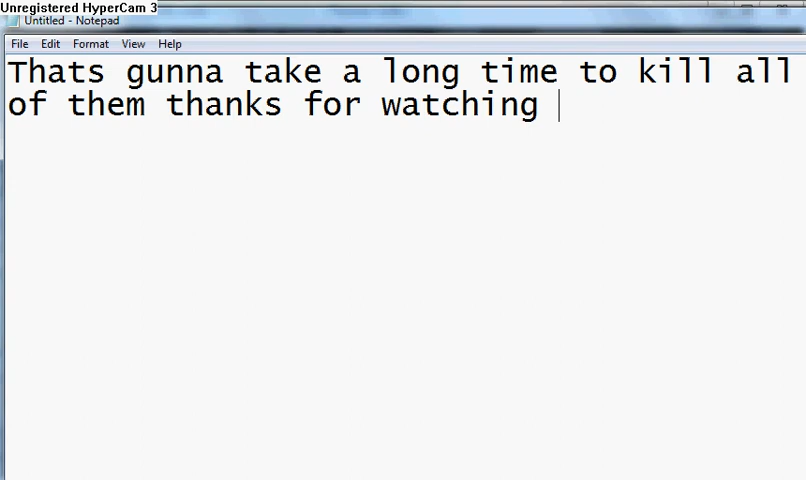 Unregistered HyperCam 3
Untitled - Notepad
File Edit Format View Help
Thats gunna take a long time to kill all
of them thanks for watching